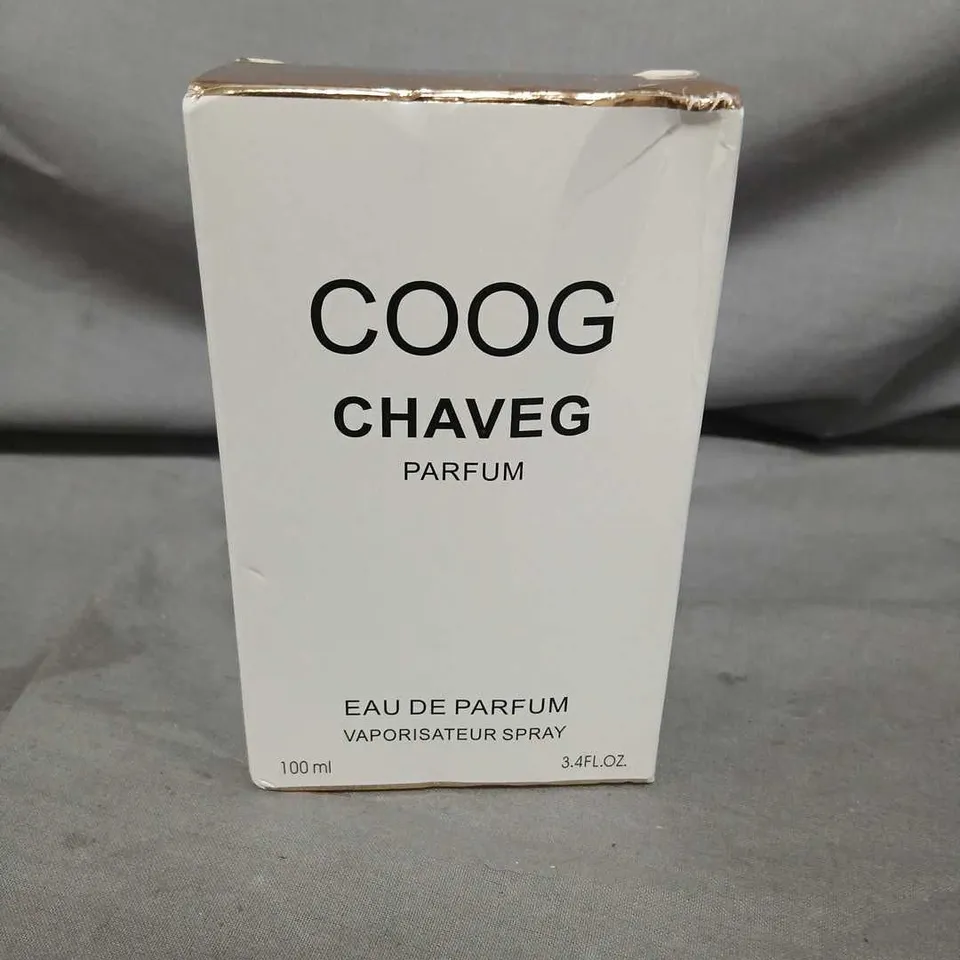 COOG
CHAVEG
PARFUM
EAU DE PARFUM
VAPORISATEUR SPRAY
100 ml 3.4FL.OZ.